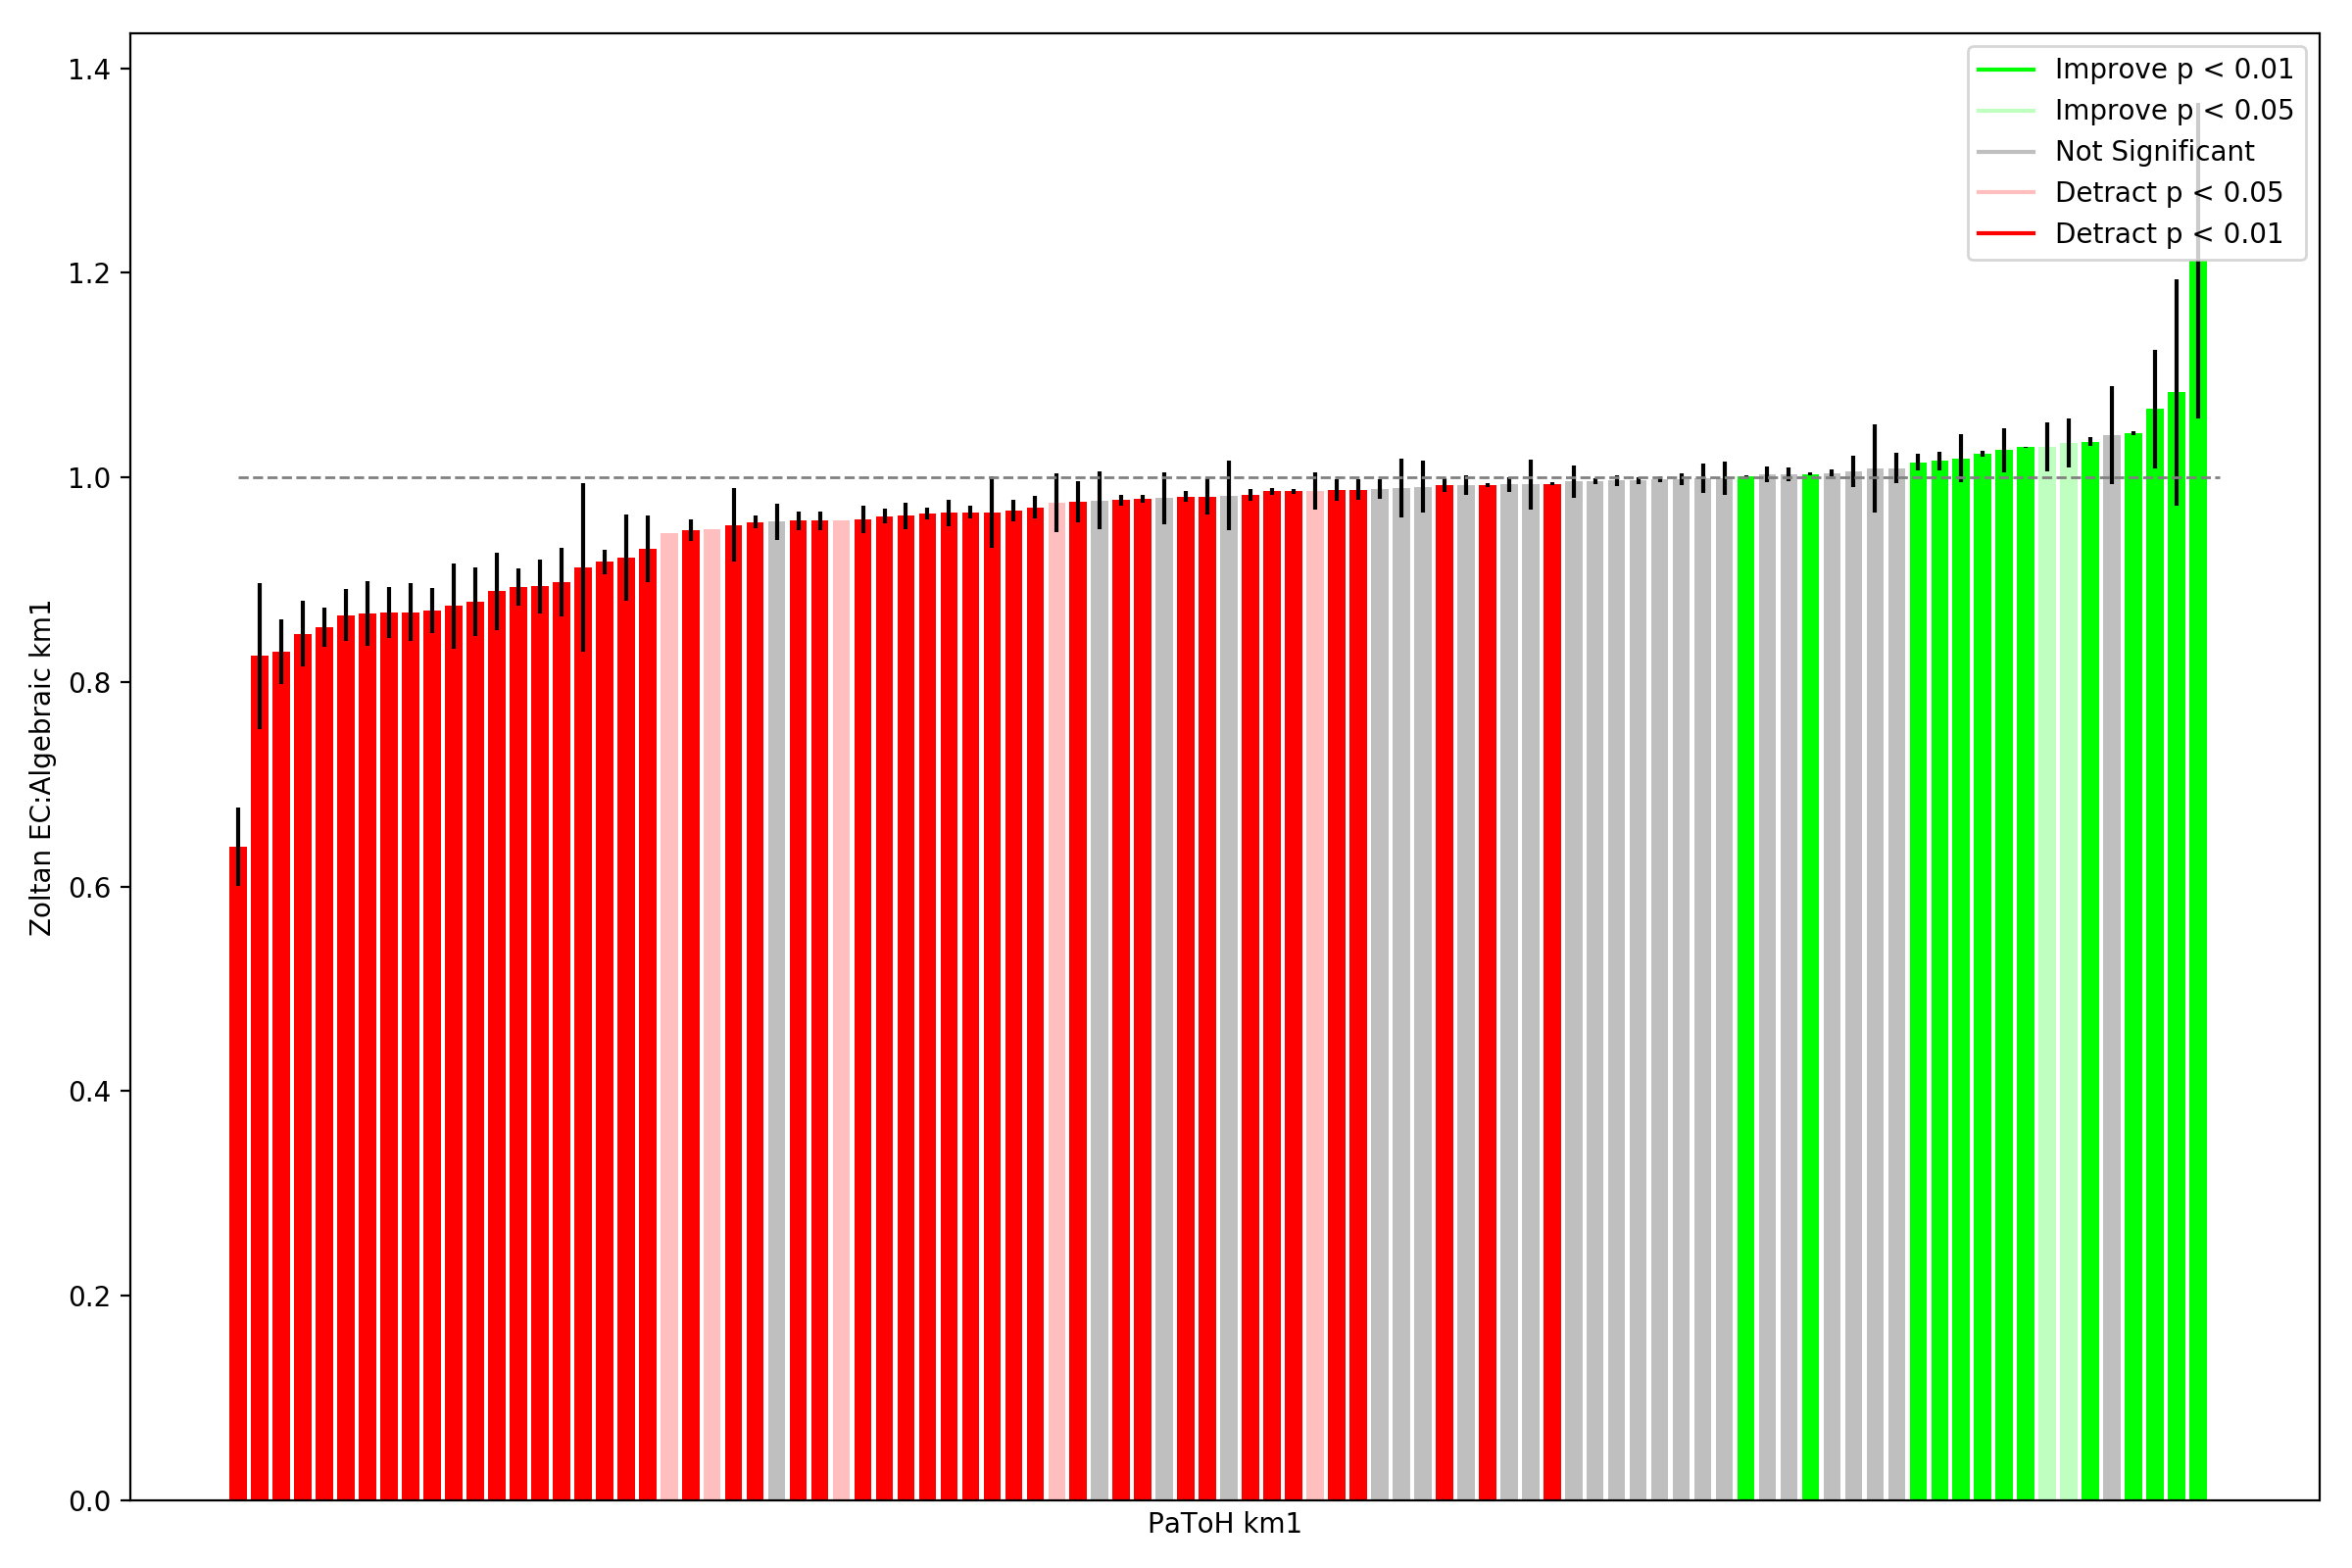 1.4
1.2
1.0
0.8
0.6
0.4
0.2
0.0
Zoltan EC:Algebraic km1
PaToH km1
Improve p < 0.01
Improve p < 0.05
Not Significant
Detract p < 0.05
Detract p < 0.01